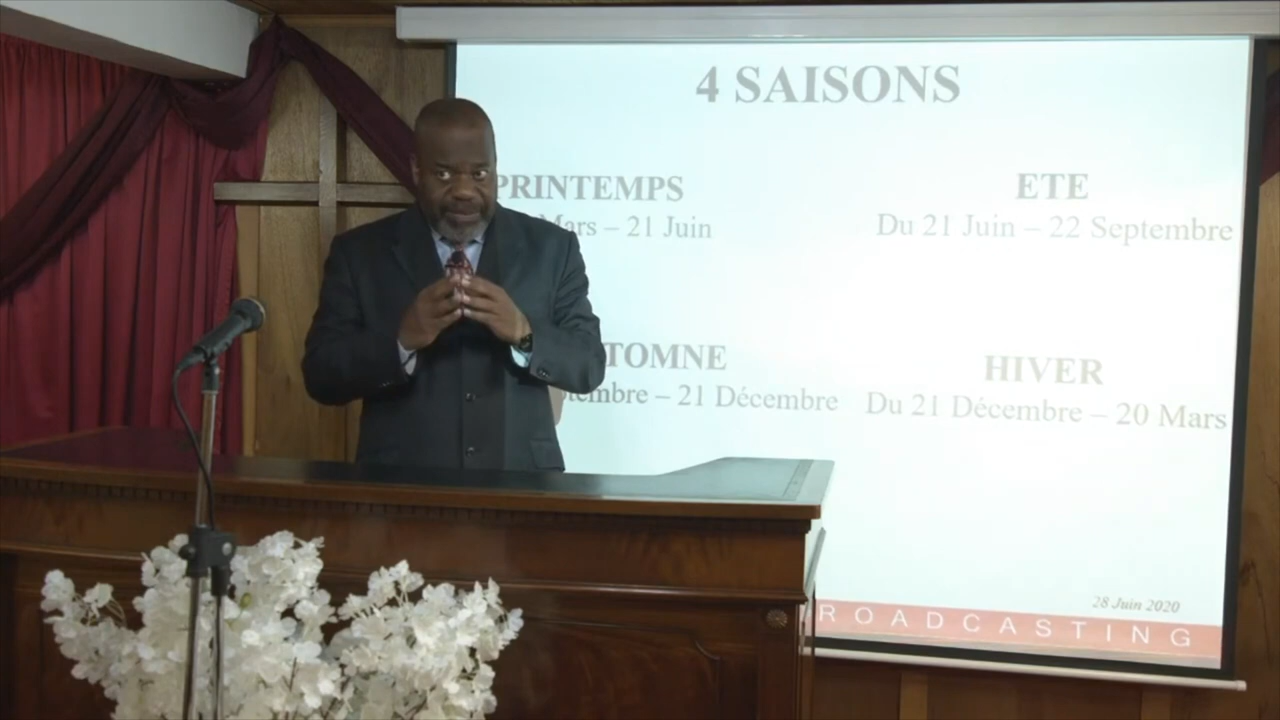 4 SAISONS
PRINTEMPS
Mars – 21 Juin
ETE
Du 21 Juin – 22 Septembre
TOMNE
tembre – 21 Décembre
HIVER
Du 21 Décembre – 20 Mars
28 Juin 2020
ROADCASTING